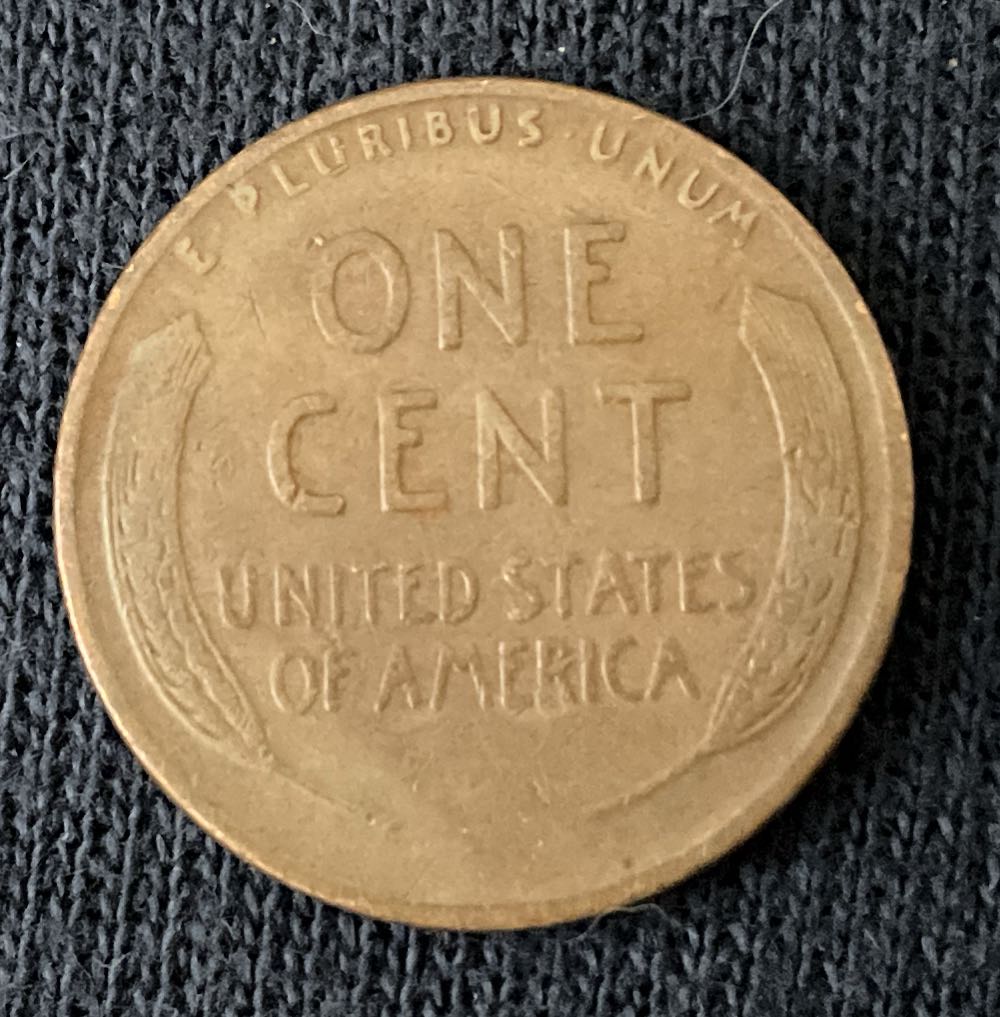 E · PLURIBUS · UNUM
ONE
CENT
UNITED STATES
OF AMERICA